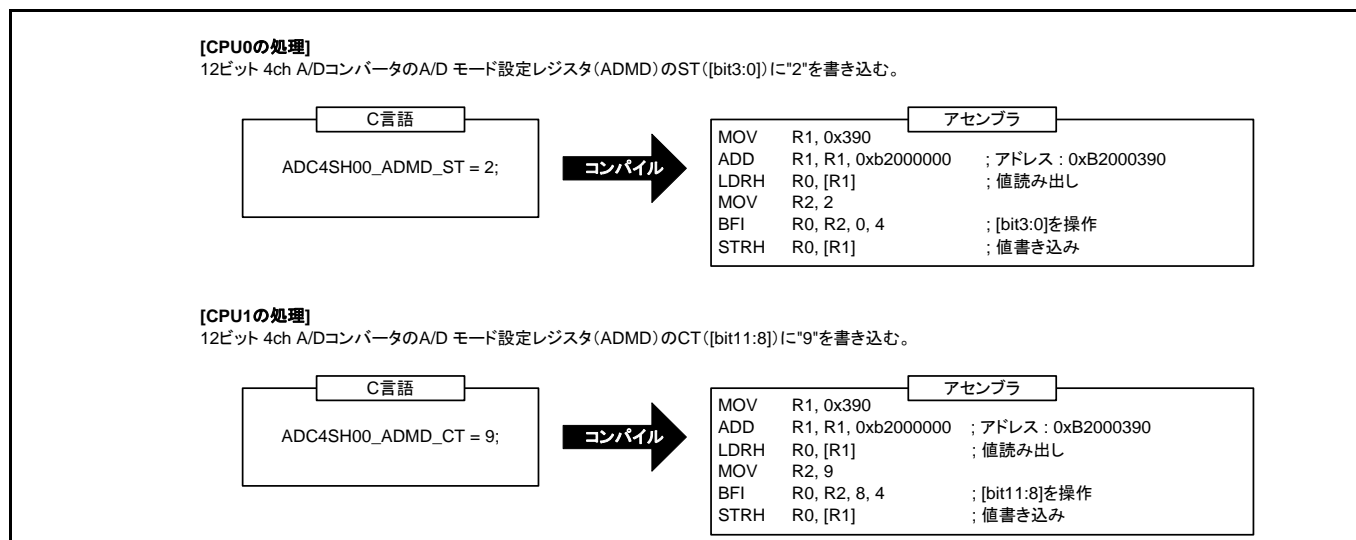 [CPU0の処理]
12ビット 4ch A/DコンバータのA/D モード設定レジスタ(ADMD)のST([bit3:0])に"2"を書き込む。
C言語
ADC4SH00_ADMD_ST = 2;
コンパイル
アセンブラ
MOV R1, 0x390
ADD R1, R1, 0xb2000000 ; アドレス : 0xB2000390
LDRH R0, [R1] ; 値読み出し
MOV R2, 2
BFI R0, R2, 0, 4 ; [bit3:0]を操作
STRH R0, [R1] ; 値書き込み
[CPU1の処理]
12ビット 4ch A/DコンバータのA/D モード設定レジスタ(ADMD)のCT([bit11:8])に"9"を書き込む。
C言語
ADC4SH00_ADMD_CT = 9;
コンパイル
アセンブラ
MOV R1, 0x390
ADD R1, R1, 0xb2000000 ; アドレス : 0xB2000390
LDRH R0, [R1] ; 値読み出し
MOV R2, 9
BFI R0, R2, 8, 4 ; [bit11:8]を操作
STRH R0, [R1] ; 値書き込み